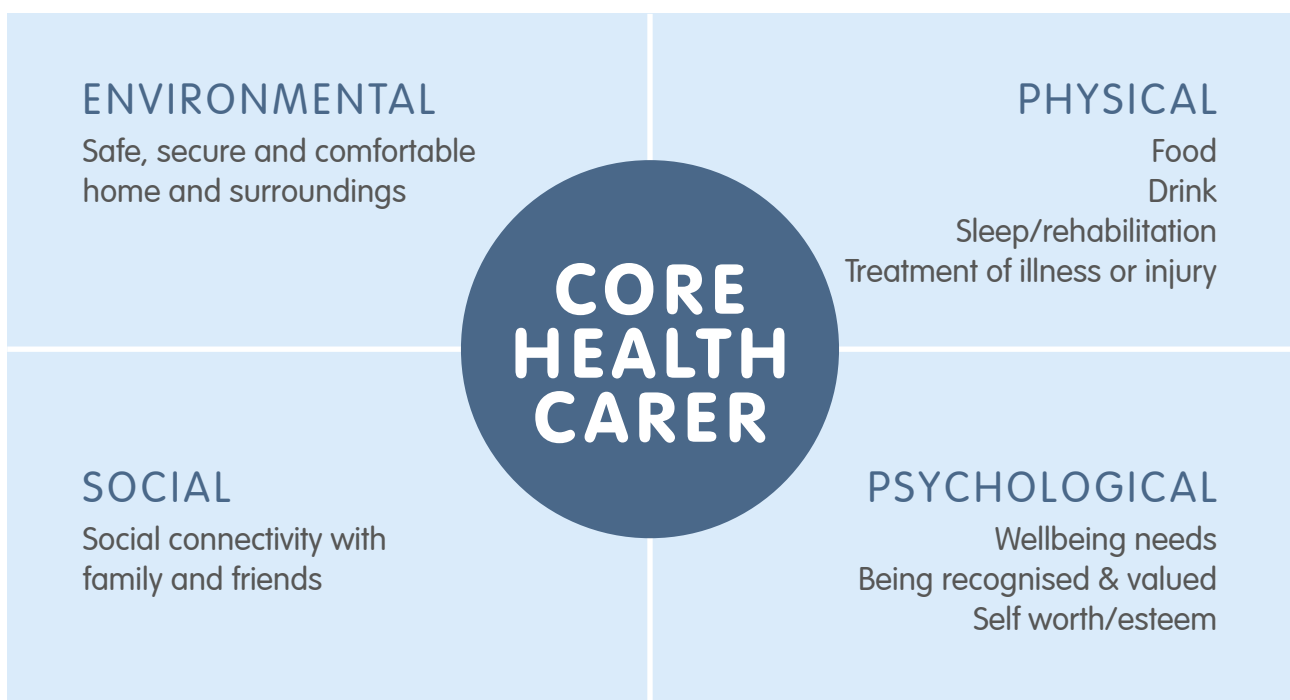 ENVIRONMENTAL
Safe, secure and comfortable
home and surroundings
PHYSICAL
Food
Drink
Sleep/rehabilitation
Treatment of illness or injury
CORE
HEALTH
CARER
SOCIAL
Social connectivity with
family and friends
PSYCHOLOGICAL
Wellbeing needs
Being recognised & valued
Self worth/esteem